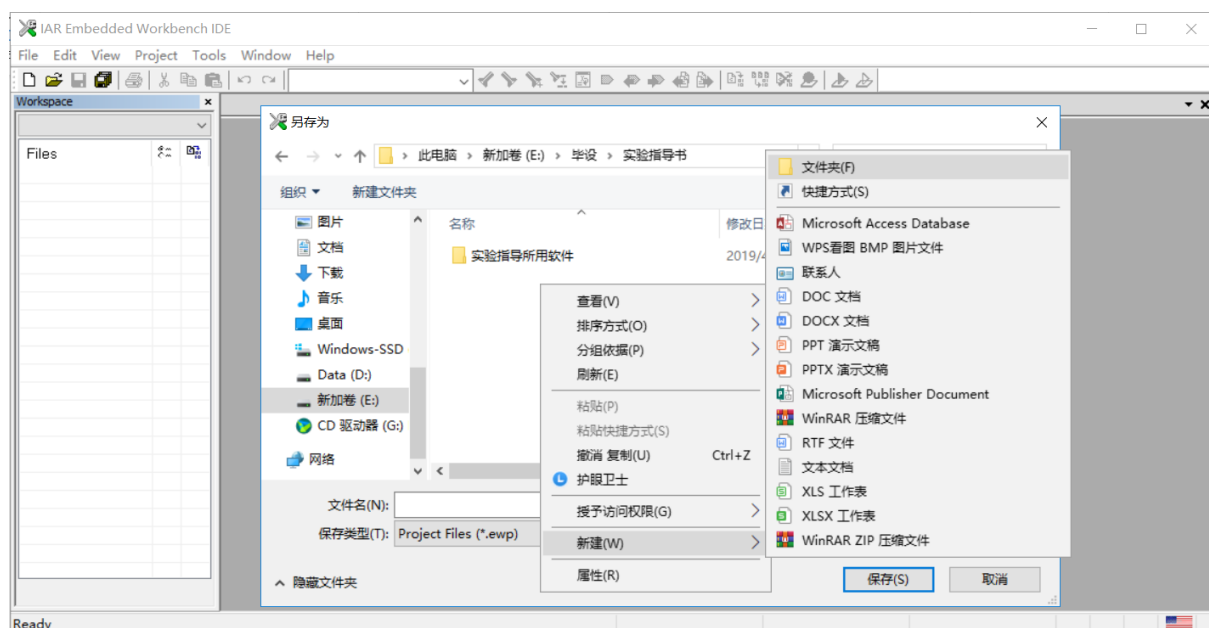 IAR Embedded Workbench IDE
File Edit View Project Tools Window Help
Workspace
Files
另存为
此电脑 › 新加卷 (E:) › 毕设 › 实验指导书
组织 新建文件夹
图片
文档
下载
音乐
桌面
Windows-SSD
Data (D:)
新加卷 (E:)
CD 驱动器 (G:)
网络
名称 修改日
实验指导所用软件 2019/4
文件名(N):
保存类型(T): Project Files (*.ewp)
隐藏文件夹
保存(S) 取消
查看(V)
排序方式(O)
分组依据(P)
刷新(E)
粘贴(P)
粘贴快捷方式(S)
撤消 复制(U) Ctrl+Z
护眼卫士
授予访问权限(G)
新建(W)
属性(R)
文件夹(F)
快捷方式(S)
Microsoft Access Database
WPS看图 BMP 图片文件
联系人
DOC 文档
DOCX 文档
PPT 演示文稿
PPTX 演示文稿
Microsoft Publisher Document
WinRAR 压缩文件
RTF 文件
文本文档
XLS 工作表
XLSX 工作表
WinRAR ZIP 压缩文件
Ready